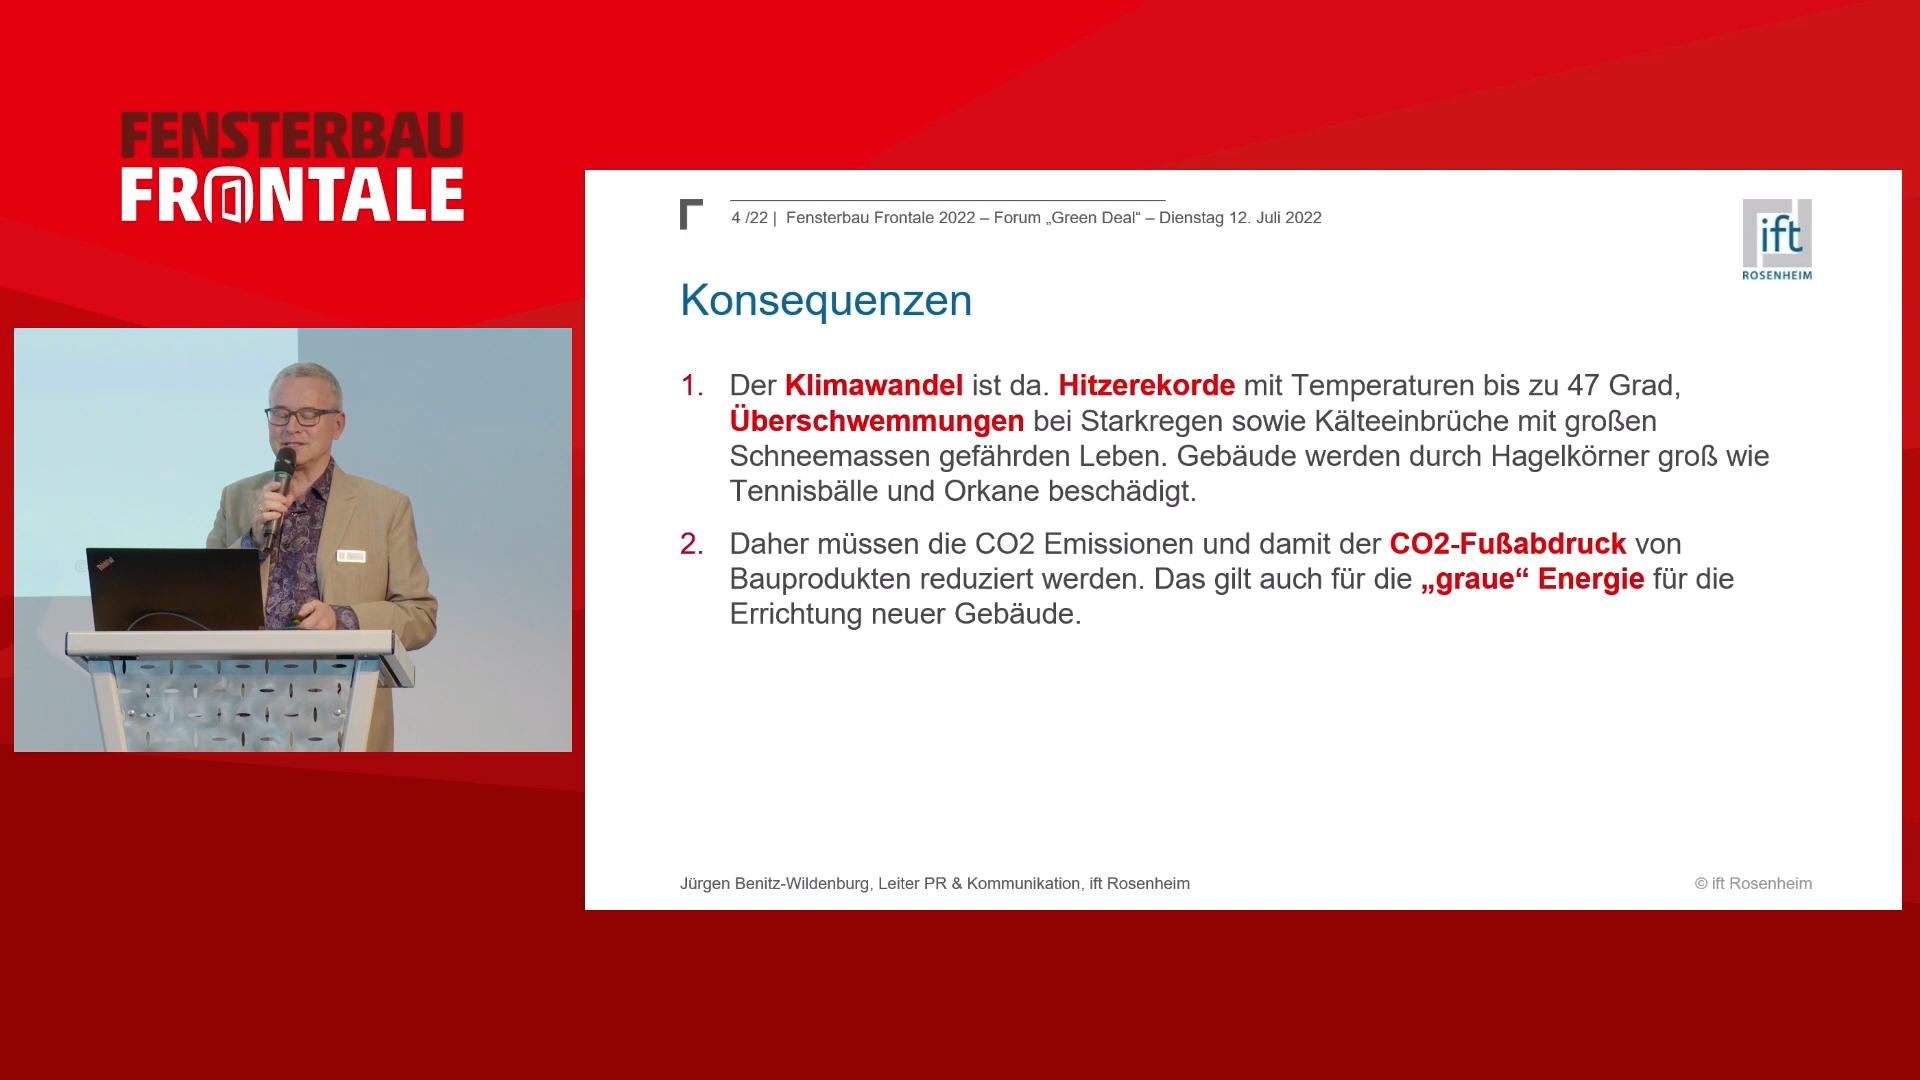 FENSTERBAU
FRONTALE
4 /22 | Fensterbau Frontale 2022 – Forum „Green Deal“ – Dienstag 12. Juli 2022
ift
ROSENHEIM
Konsequenzen
1. Der Klimawandel ist da. Hitzerekorde mit Temperaturen bis zu 47 Grad,
Überschwemmungen bei Starkregen sowie Kälteeinbrüche mit großen
Schneemassen gefährden Leben. Gebäude werden durch Hagelkörner groß wie
Tennisbälle und Orkane beschädigt.
2. Daher müssen die CO2 Emissionen und damit der CO2-Fußabdruck von
Bauprodukten reduziert werden. Das gilt auch für die „graue“ Energie für die
Errichtung neuer Gebäude.
Jürgen Benitz-Wildenburg, Leiter PR & Kommunikation, ift Rosenheim
© ift Rosenheim